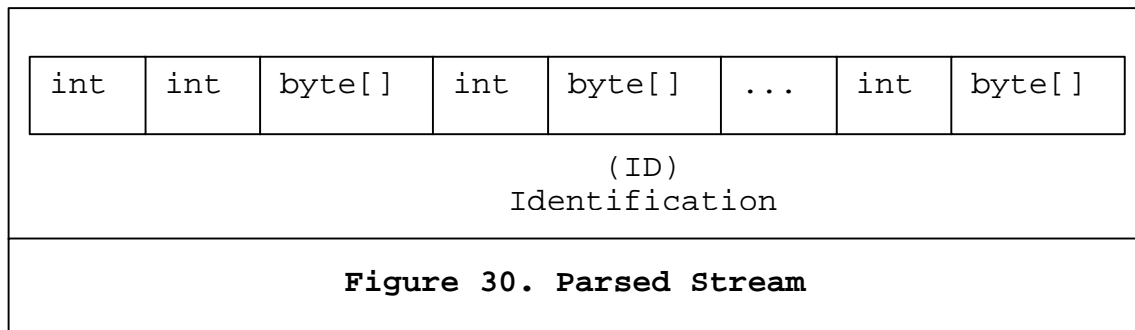 int int byte[] int byte[] ... int byte[]
(ID)
Identification
Figure 30. Parsed Stream